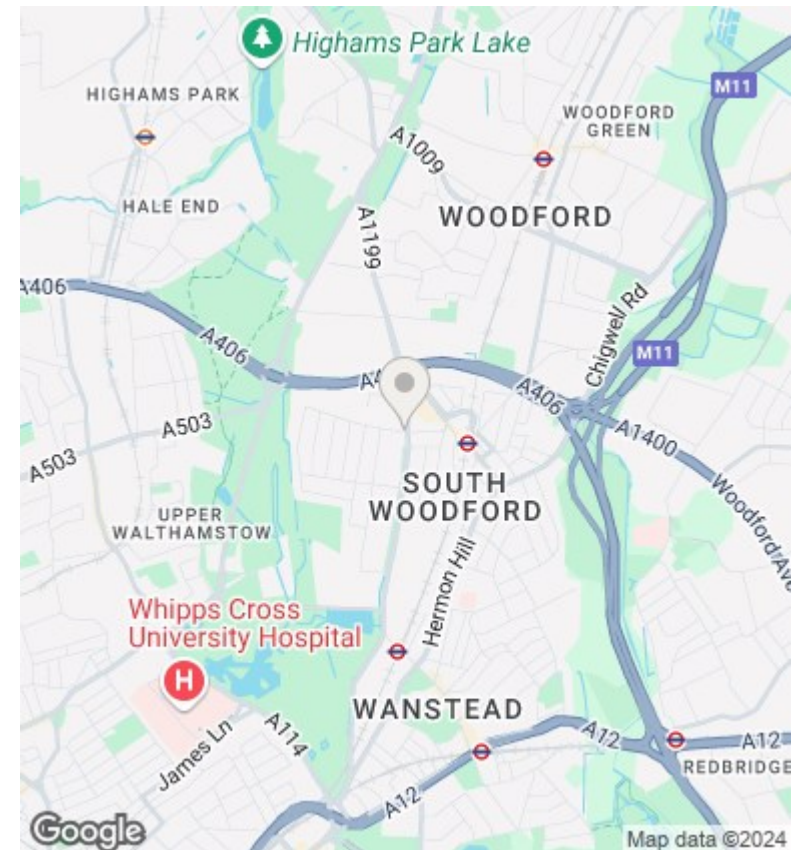 Highams Park Lake
M11
HIGHAMS PARK
WOODFORD
GREEN
A1009
HALE END
WOODFORD
A1199
A406
Chigwell Rd
A406
M11
A4
A406
A503
A1400
A503
SOUTH
WOODFORD
UPPER
WALTHAMSTOW
Woodford Ave
Hermon Hill
Whipps Cross
University Hospital
H
WANSTEAD
A114
A12
A12
James Ln
REDBRIDGE
A12
Google
Map data ©2024